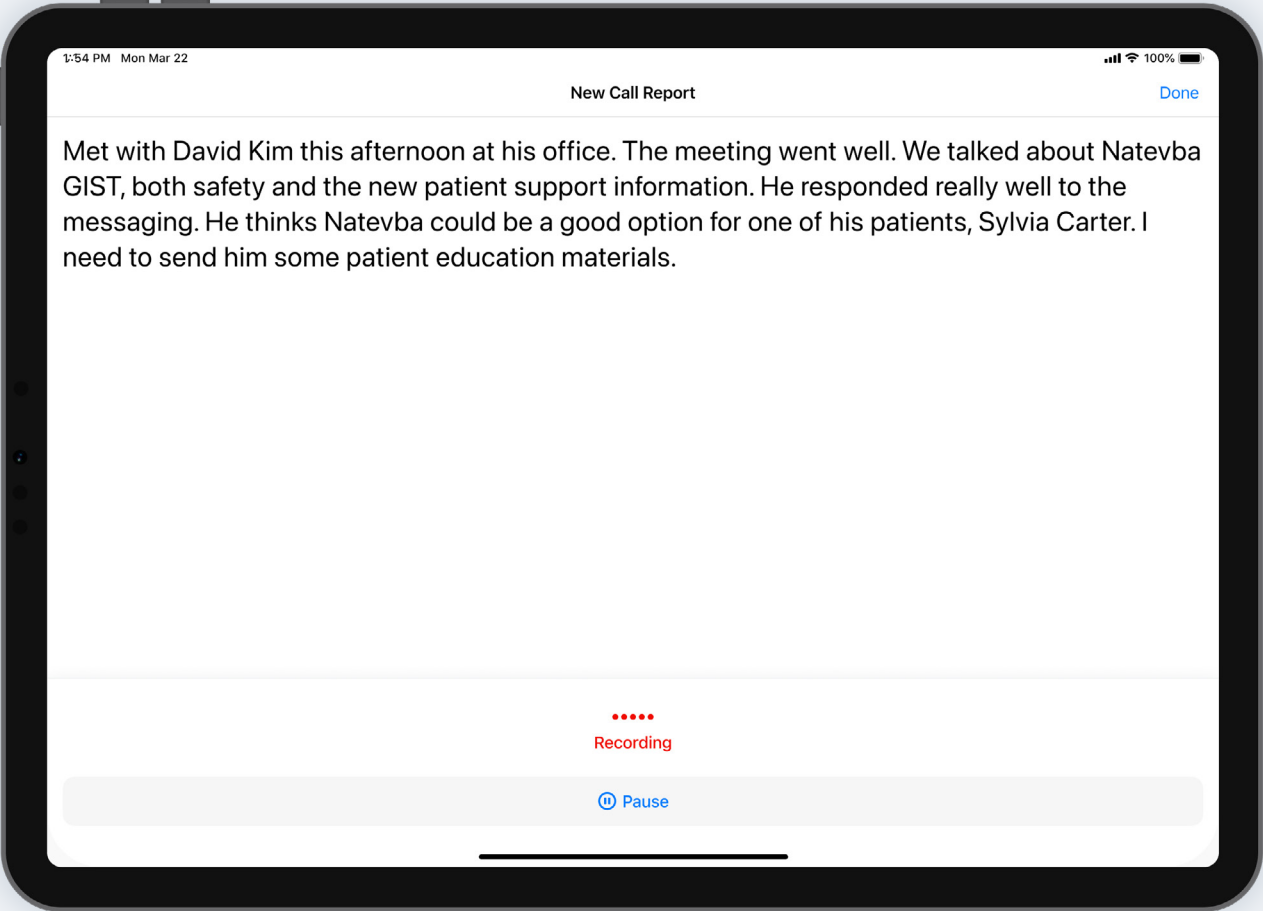 1:54 PM Mon Mar 22
100%
New Call Report
Done
Met with David Kim this afternoon at his office. The meeting went well. We talked about Natevba
GIST, both safety and the new patient support information. He responded really well to the
messaging. He thinks Natevba could be a good option for one of his patients, Sylvia Carter. I
need to send him some patient education materials.
Recording
Pause